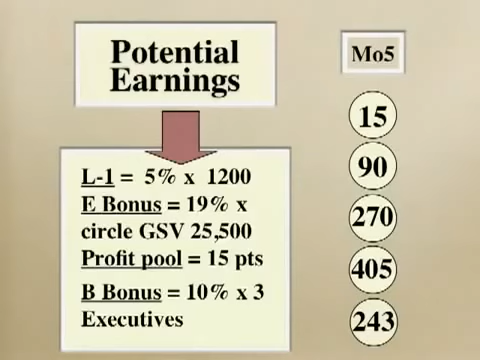 Potential
Earnings
Mo5
L-1 = 5% x 1200
E Bonus = 19% x
circle GSV 25,500
Profit pool = 15 pts
B Bonus = 10% x 3
Executives
15
90
270
405
243